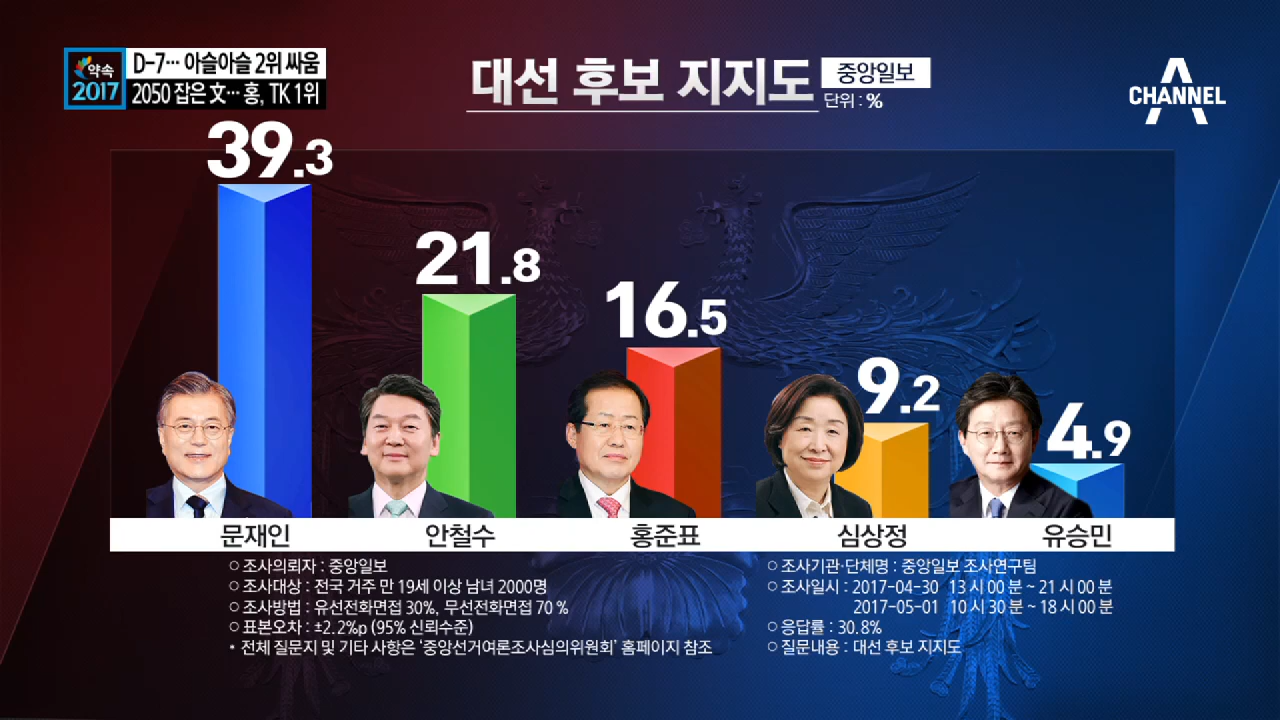 약속
2017
D-7… 아슬아슬 2위 싸움
2050 잡은 文… 홍, TK 1위
대선 후보 지지도
중앙일보
단위 : %
CHANNEL A
39.3
21.8
16.5
9.2
4.9
문재인
안철수
홍준표
심상정
유승민
○ 조사의뢰자 : 중앙일보
○ 조사대상 : 전국 거주 만 19세 이상 남녀 2000명
○ 조사방법 : 유선전화면접 30%, 무선전화면접 70 %
○ 표본오차 : ±2.2%p (95% 신뢰수준)
• 전체 질문지 및 기타 사항은 ‘중앙선거여론조사심의위원회’ 홈페이지 참조
○ 조사기관·단체명 : 중앙일보 조사연구팀
○ 조사일시 : 2017-04-30 13 시 00 분 ~ 21 시 00 분
2017-05-01 10 시 30 분 ~ 18 시 00 분
○ 응답률 : 30.8%
○ 질문내용 : 대선 후보 지지도